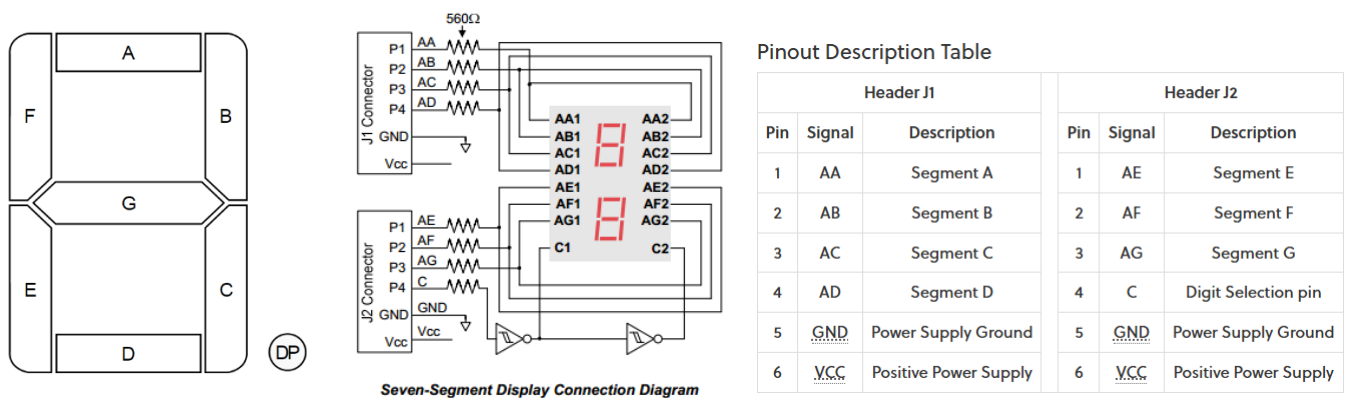 A
F
B
G
E
C
D
DP
560Ω
J1 Connector
P1 AA
P2 AB
P3 AC
P4 AD
GND
Vcc
AA1 AA2
AB1 AB2
AC1 AC2
AD1 AD2
AE1 AE2
AF1 AF2
AG1 AG2
C1 C2
J2 Connector
P1 AE
P2 AF
P3 AG
P4 C
GND GND
Vcc Vcc
Seven-Segment Display Connection Diagram
Pinout Description Table
Header J1 Header J2
Pin Signal Description Pin Signal Description
1 AA Segment A 1 AE Segment E
2 AB Segment B 2 AF Segment F
3 AC Segment C 3 AG Segment G
4 AD Segment D 4 C Digit Selection pin
5 GND Power Supply Ground 5 GND Power Supply Ground
6 VCC Positive Power Supply 6 VCC Positive Power Supply